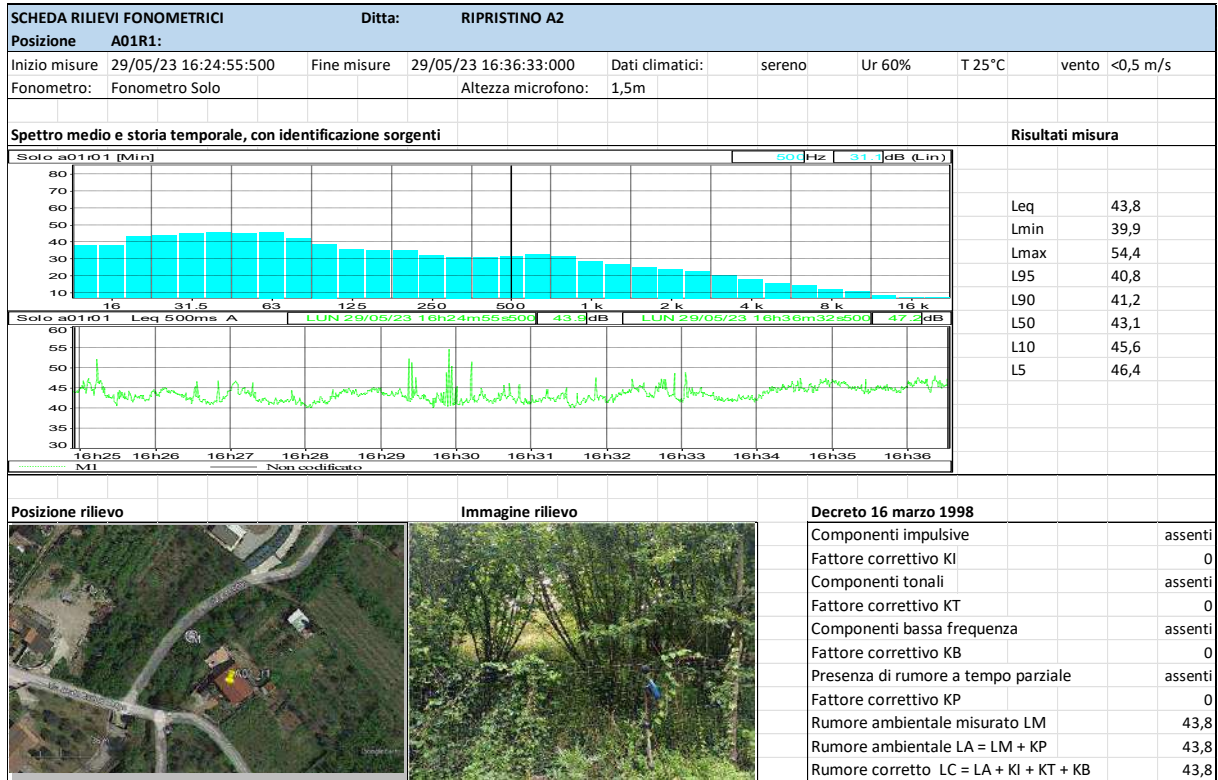 SCHEDA RILIEVI FONOMETRICI Ditta: RIPRISTINO A2
Posizione A01R1:
Inizio misure 29/05/23 16:24:55:500 Fine misure 29/05/23 16:36:33:000 Dati climatici: sereno Ur 60% T 25°C vento <0,5 m/s
Fonometro: Fonometro Solo Altezza microfono: 1,5m
Spettro medio e storia temporale, con identificazione sorgenti
Solo a01r01 [Min] 500 Hz 31.1 dB (Lin)
80
70
60
50
40
30
20
10
16 31.5 63 125 250 500 1 k 2 k 4 k 8 k 16 k
Solo a01r01 Leq 500ms A LUN 29/05/23 16h24m55s500 43.9 dB LUN 29/05/23 16h36m32s500 47.2 dB
60
55
50
45
40
35
30
16h25 16h26 16h27 16h28 16h29 16h30 16h31 16h32 16h33 16h34 16h35 16h36
M1 Non codificato
Risultati misura
Leq 43,8
Lmin 39,9
Lmax 54,4
L95 40,8
L90 41,2
L50 43,1
L10 45,6
L5 46,4
Posizione rilievo
A01_r1
Immagine rilievo
Decreto 16 marzo 1998
Componenti impulsive assenti
Fattore correttivo KI 0
Componenti tonali assenti
Fattore correttivo KT 0
Componenti bassa frequenza assenti
Fattore correttivo KB 0
Presenza di rumore a tempo parziale assenti
Fattore correttivo KP 0
Rumore ambientale misurato LM 43,8
Rumore ambientale LA = LM + KP 43,8
Rumore corretto LC = LA + KI + KT + KB 43,8